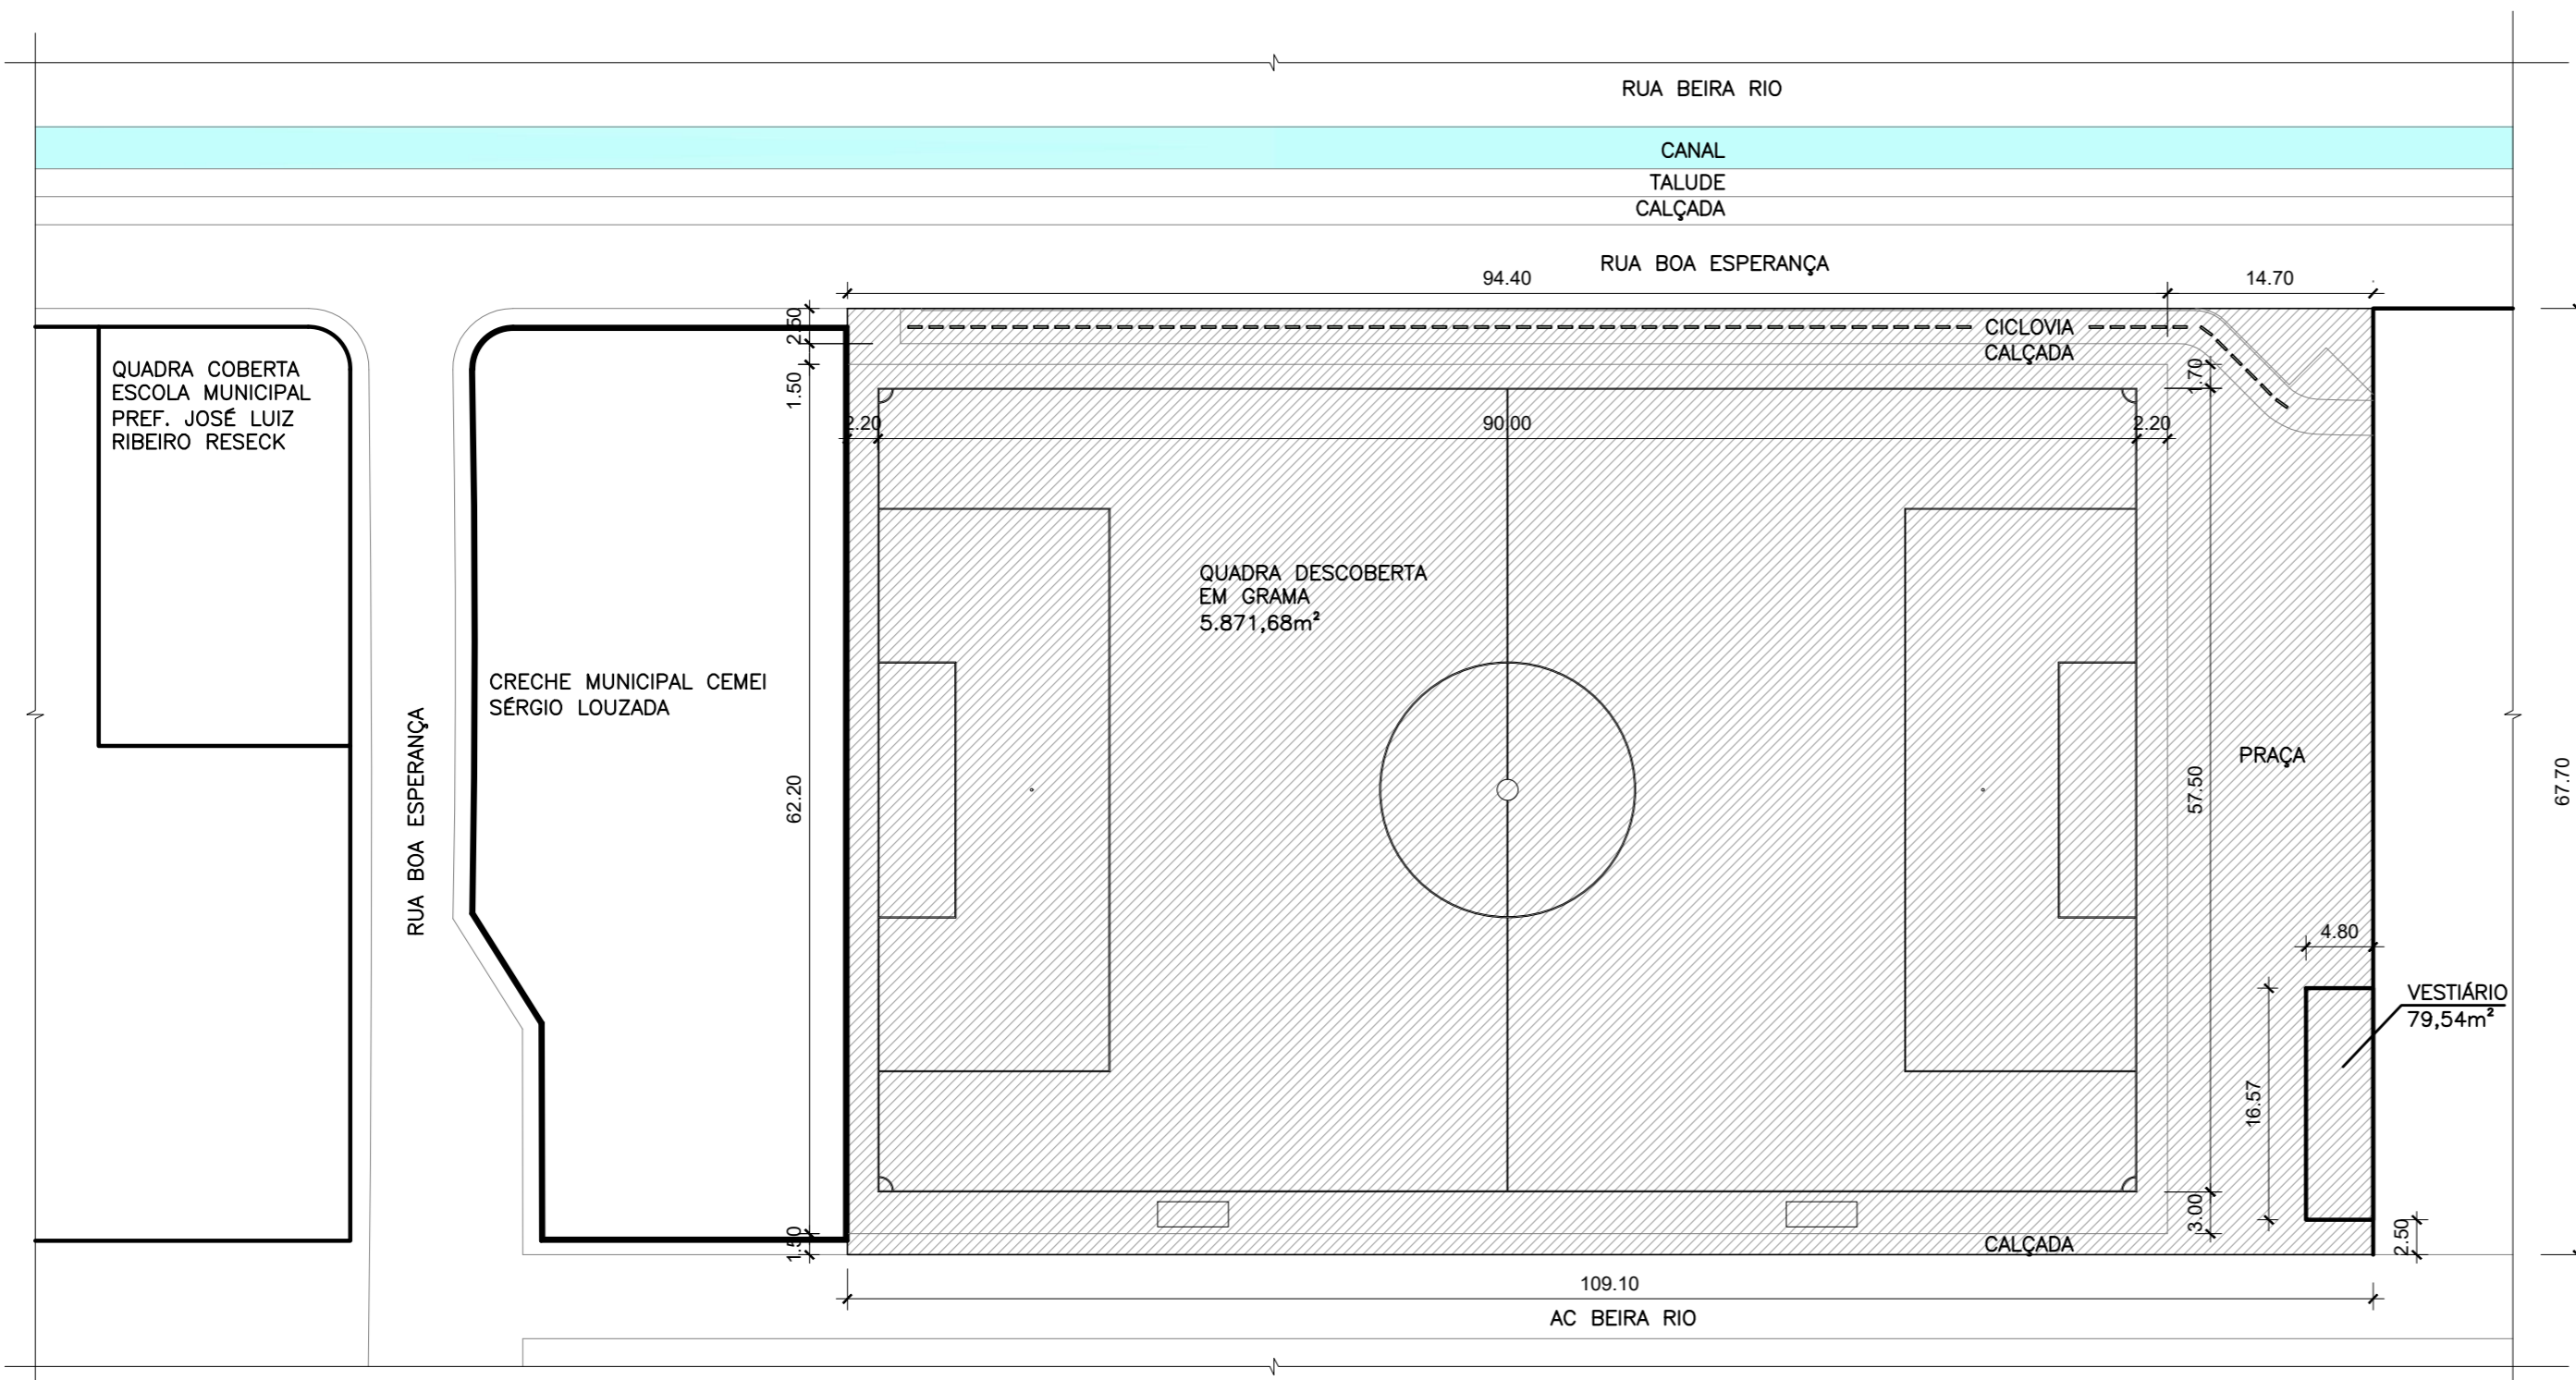 RUA BEIRA RIO
CANAL
TALUDE
CALÇADA
RUA BOA ESPERANÇA
94.40
14.70
2.50
CICLOVIA
CALÇADA
1.50
1.70
2.20
90.00
2.20
QUADRA COBERTA
ESCOLA MUNICIPAL
PREF. JOSÉ LUIZ
RIBEIRO RESECK
QUADRA DESCOBERTA
EM GRAMA
5.871,68m²
CRECHE MUNICIPAL CEMEI
SÉRGIO LOUZADA
RUA BOA ESPERANÇA
62.20
57.50
PRAÇA
67.70
4.80
VESTIÁRIO
79,54m²
16.57
3.00
2.50
1.50
CALÇADA
109.10
AC BEIRA RIO